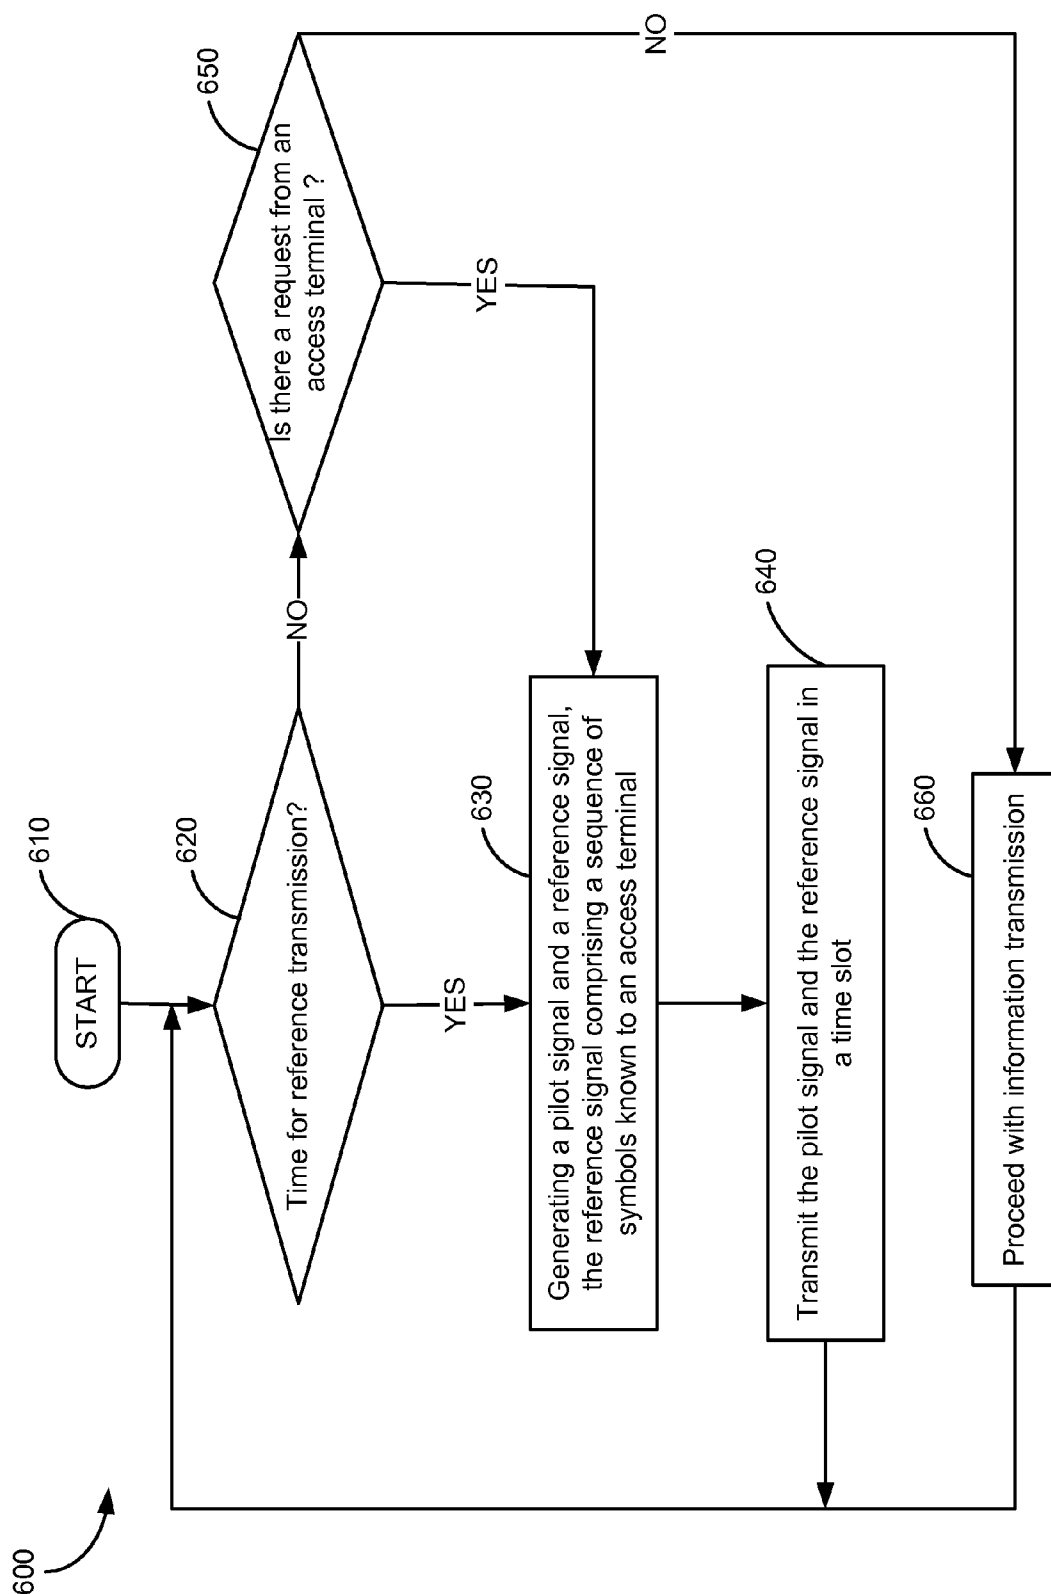 600
START
610
Time for reference transmission?
620
NO
Is there a request from an
access terminal ?
650
NO
YES
YES
Generating a pilot signal and a reference signal,
the reference signal comprising a sequence of
symbols known to an access terminal
630
Transmit the pilot signal and the reference signal in
a time slot
640
Proceed with information transmission
660